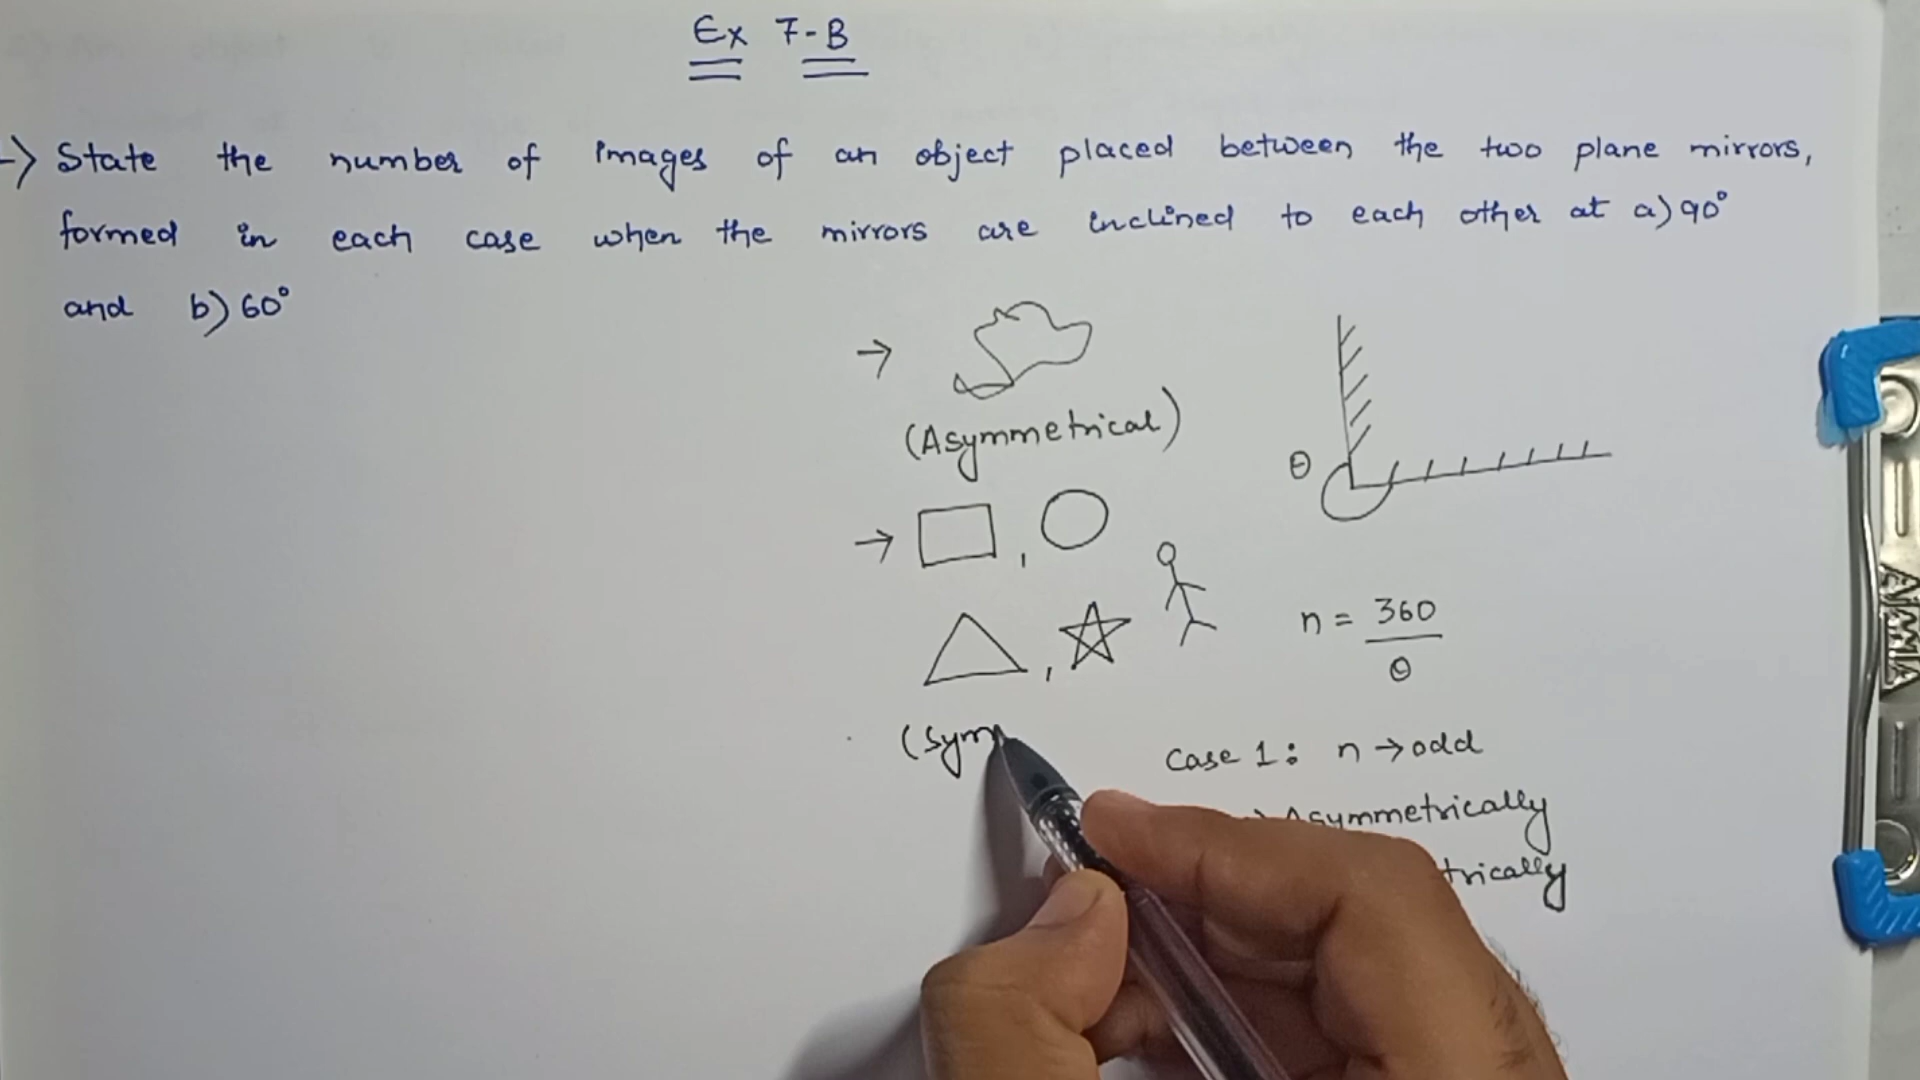 Ex 7-B
State the number of images of an object placed between the two plane mirrors,
formed in each case when the mirrors are inclined to each other at a) 90°
and b) 60°
(Asymmetrical)
θ
n = 360
θ
(Sym
Case 1: n → odd
Asymmetrically
trically